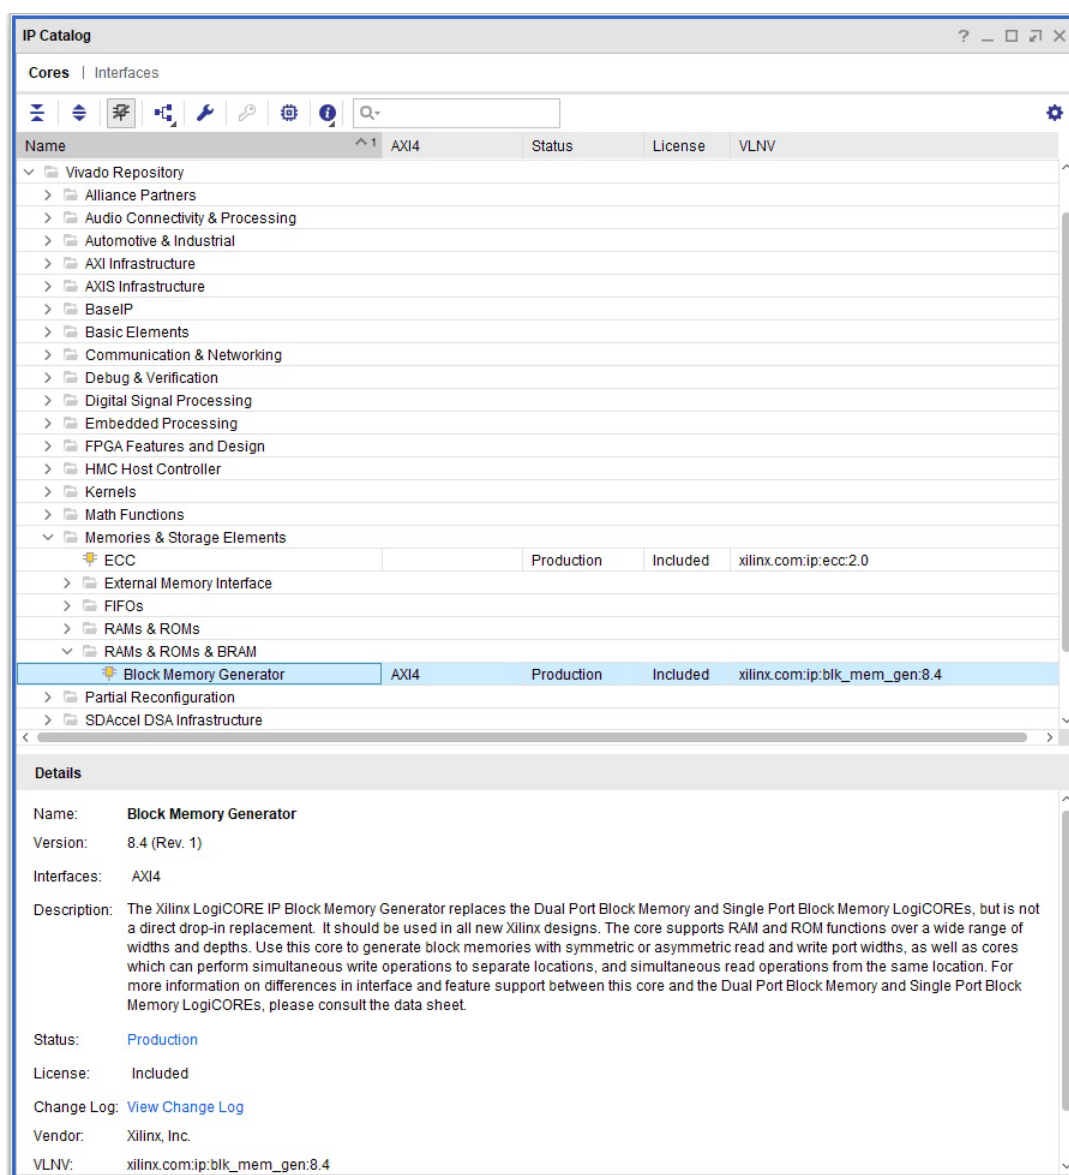 IP Catalog
Cores | Interfaces
Name 1 AXI4 Status License VLNV
Vivado Repository
Alliance Partners
Audio Connectivity & Processing
Automotive & Industrial
AXI Infrastructure
AXIS Infrastructure
BaseIP
Basic Elements
Communication & Networking
Debug & Verification
Digital Signal Processing
Embedded Processing
FPGA Features and Design
HMC Host Controller
Kernels
Math Functions
Memories & Storage Elements
ECC Production Included xilinx.com:ip:ecc:2.0
External Memory Interface
FIFOs
RAMs & ROMs
RAMs & ROMs & BRAM
Block Memory Generator AXI4 Production Included xilinx.com:ip:blk_mem_gen:8.4
Partial Reconfiguration
SDAccel DSA Infrastructure
Details
Name: Block Memory Generator
Version: 8.4 (Rev. 1)
Interfaces: AXI4
Description: The Xilinx LogiCORE IP Block Memory Generator replaces the Dual Port Block Memory and Single Port Block Memory LogiCOREs, but is not
a direct drop-in replacement. It should be used in all new Xilinx designs. The core supports RAM and ROM functions over a wide range of
widths and depths. Use this core to generate block memories with symmetric or asymmetric read and write port widths, as well as cores
which can perform simultaneous write operations to separate locations, and simultaneous read operations from the same location. For
more information on differences in interface and feature support between this core and the Dual Port Block Memory and Single Port Block
Memory LogiCOREs, please consult the data sheet.
Status: Production
License: Included
Change Log: View Change Log
Vendor: Xilinx, Inc.
VLNV: xilinx.com:ip:blk_mem_gen:8.4